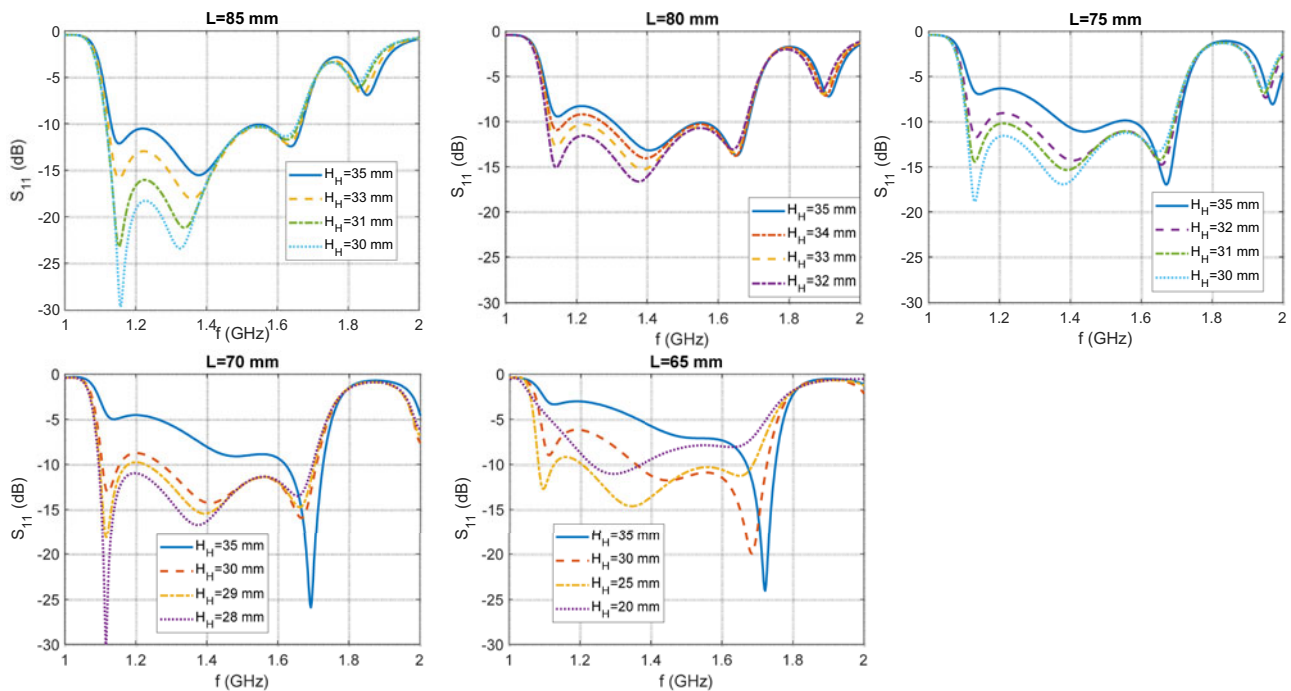 L=85 mm
0
-5
-10
-15
-20
-25
-30
S11 (dB)
HH=35 mm
HH=33 mm
HH=31 mm
HH=30 mm
1 1.2 1.4 1.6 1.8 2
f (GHz)
L=80 mm
0
-5
-10
-15
-20
-25
-30
S11 (dB)
HH=35 mm
HH=34 mm
HH=33 mm
HH=32 mm
1 1.2 1.4 1.6 1.8 2
f (GHz)
L=75 mm
0
-5
-10
-15
-20
-25
-30
S11 (dB)
HH=35 mm
HH=32 mm
HH=31 mm
HH=30 mm
1 1.2 1.4 1.6 1.8 2
f (GHz)
L=70 mm
0
-5
-10
-15
-20
-25
-30
S11 (dB)
HH=35 mm
HH=30 mm
HH=29 mm
HH=28 mm
1 1.2 1.4 1.6 1.8 2
f (GHz)
L=65 mm
0
-5
-10
-15
-20
-25
-30
S11 (dB)
HH=35 mm
HH=30 mm
HH=25 mm
HH=20 mm
1 1.2 1.4 1.6 1.8 2
f (GHz)